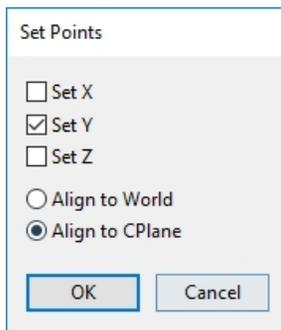 Set Points
Set X
Set Y
Set Z
Align to World
Align to CPlane
OK Cancel